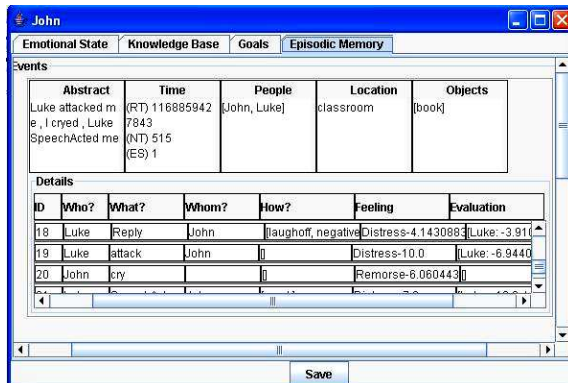 John
Emotional State Knowledge Base Goals Episodic Memory
Events
Abstract Time People Location Objects
Luke attacked m (RT) 116885942 [John, Luke] classroom [book]
e , I cryed , Luke 7843
SpeechActed me (NT) 515
(ES) 1
Details
ID Who? What? Whom? How? Feeling Evaluation
18 Luke Reply John [laughoff, negative Distress-4.1430883 [Luke: -3.910
19 Luke attack John [] Distress-10.0 [Luke: -6.9440
20 John cry [] Remorse-6.060443 []
Save